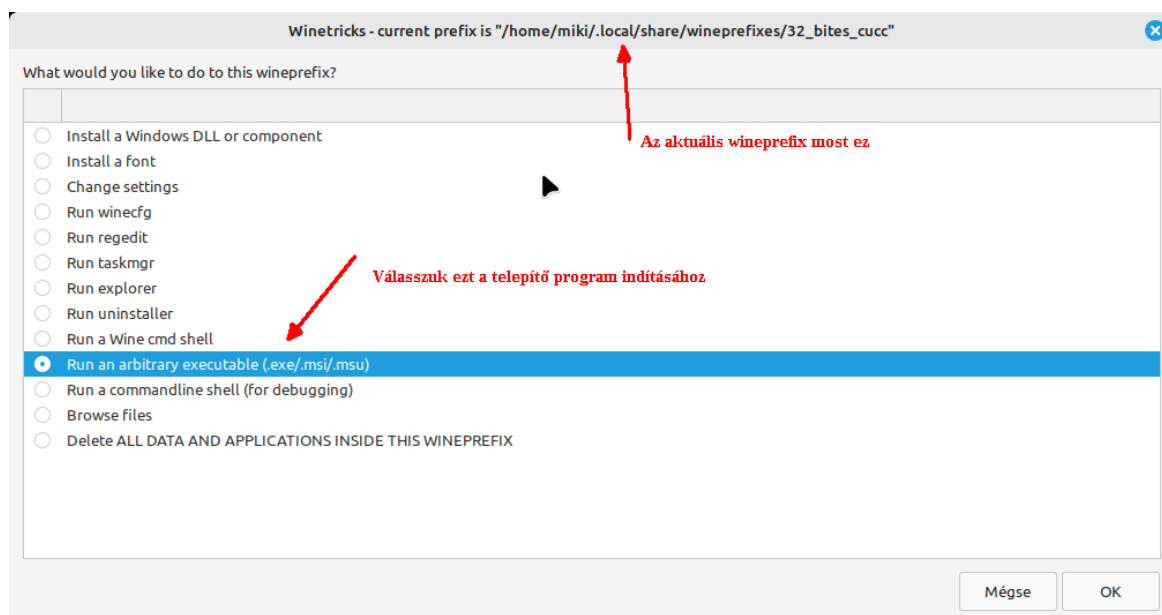 Winetricks - current prefix is "/home/miki/.local/share/wineprefixes/32_bites_cucc"
What would you like to do to this wineprefix?
Install a Windows DLL or component
Az aktuális wineprefix most ez
Install a font
Change settings
Run winecfg
Run regedit
Run taskmgr
Válasszuk ezt a telepítő program indításához
Run explorer
Run uninstaller
Run a Wine cmd shell
Run an arbitrary executable (.exe/.msi/.msu)
Run a commandline shell (for debugging)
Browse files
Delete ALL DATA AND APPLICATIONS INSIDE THIS WINEPREFIX
Mégse
OK